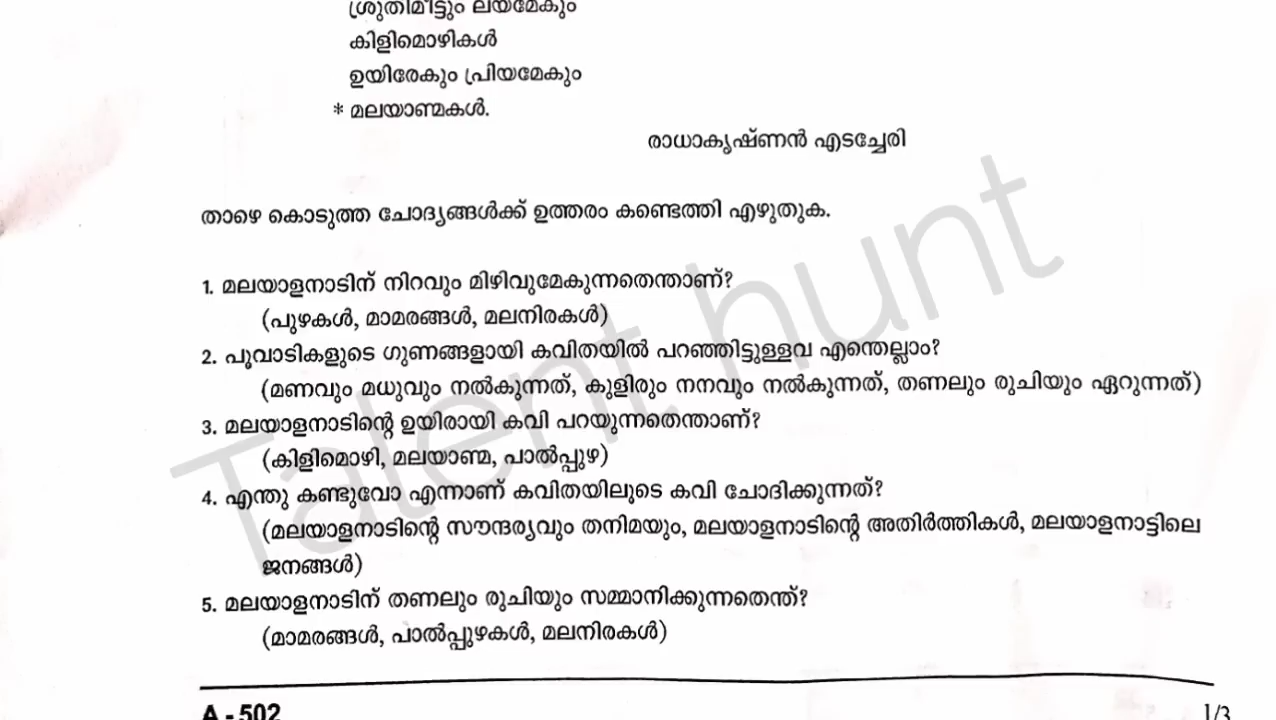 ശ്രുതിമീട്ടും ലയമേകും
കിളിമൊഴികൾ
ഉയിരേകും പ്രിയമേകും
* മലയാണ്മകൾ.
രാധാകൃഷ്ണൻ എടച്ചേരി
താഴെ കൊടുത്ത ചോദ്യങ്ങൾക്ക് ഉത്തരം കണ്ടെത്തി എഴുതുക.
1. മലയാളനാടിന് നിറവും മിഴിവുമേകുന്നതെന്താണ്?
(പുഴകൾ, മാമരങ്ങൾ, മലനിരകൾ)
2. പൂവാടികളുടെ ഗുണങ്ങളായി കവിതയിൽ പറഞ്ഞിട്ടുള്ളവ എന്തെല്ലാം?
(മണവും മധുവും നൽകുന്നത്, കുളിരും നനവും നൽകുന്നത്, തണലും രുചിയും ഏറുന്നത്)
3. മലയാളനാടിന്റെ ഉയിരായി കവി പറയുന്നതെന്താണ്?
(കിളിമൊഴി, മലയാണ്മ, പാൽപ്പുഴ)
4. എന്തു കണ്ടുവോ എന്നാണ് കവിതയിലൂടെ കവി ചോദിക്കുന്നത്?
(മലയാളനാടിന്റെ സൗന്ദര്യവും തനിമയും, മലയാളനാടിന്റെ അതിർത്തികൾ, മലയാളനാട്ടിലെ
ജനങ്ങൾ)
5. മലയാളനാടിന് തണലും രുചിയും സമ്മാനിക്കുന്നതെന്ത്?
(മാമരങ്ങൾ, പാൽപ്പുഴകൾ, മലനിരകൾ)
A - 502
1/3
Talent hunt